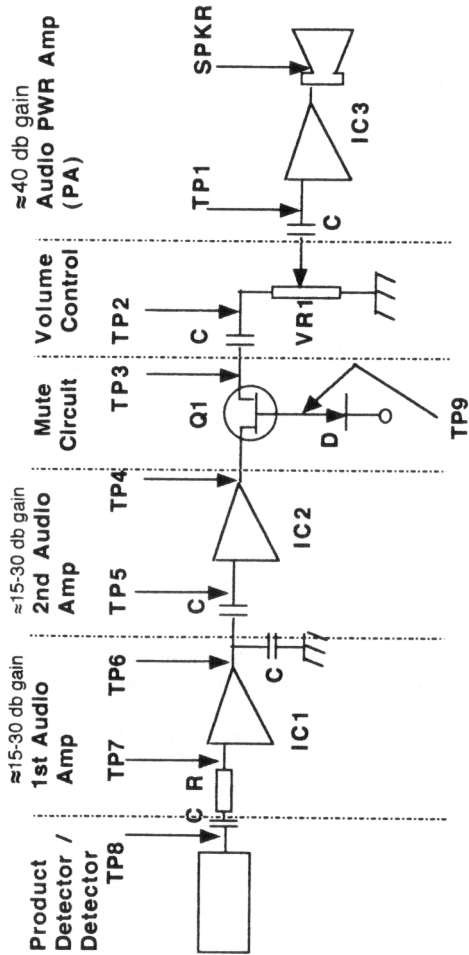 Product
Detector /
Detector
≈15-30 db gain
1st Audio
Amp
≈15-30 db gain
2nd Audio
Amp
Mute
Circuit
Volume
Control
≈40 db gain
Audio PWR Amp
(PA)
TP8
TP7
TP6
TP5
TP4
TP3
TP2
TP1
SPKR
C
R
IC1
C
C
IC2
Q1
D
TP9
C
VR1
C
IC3